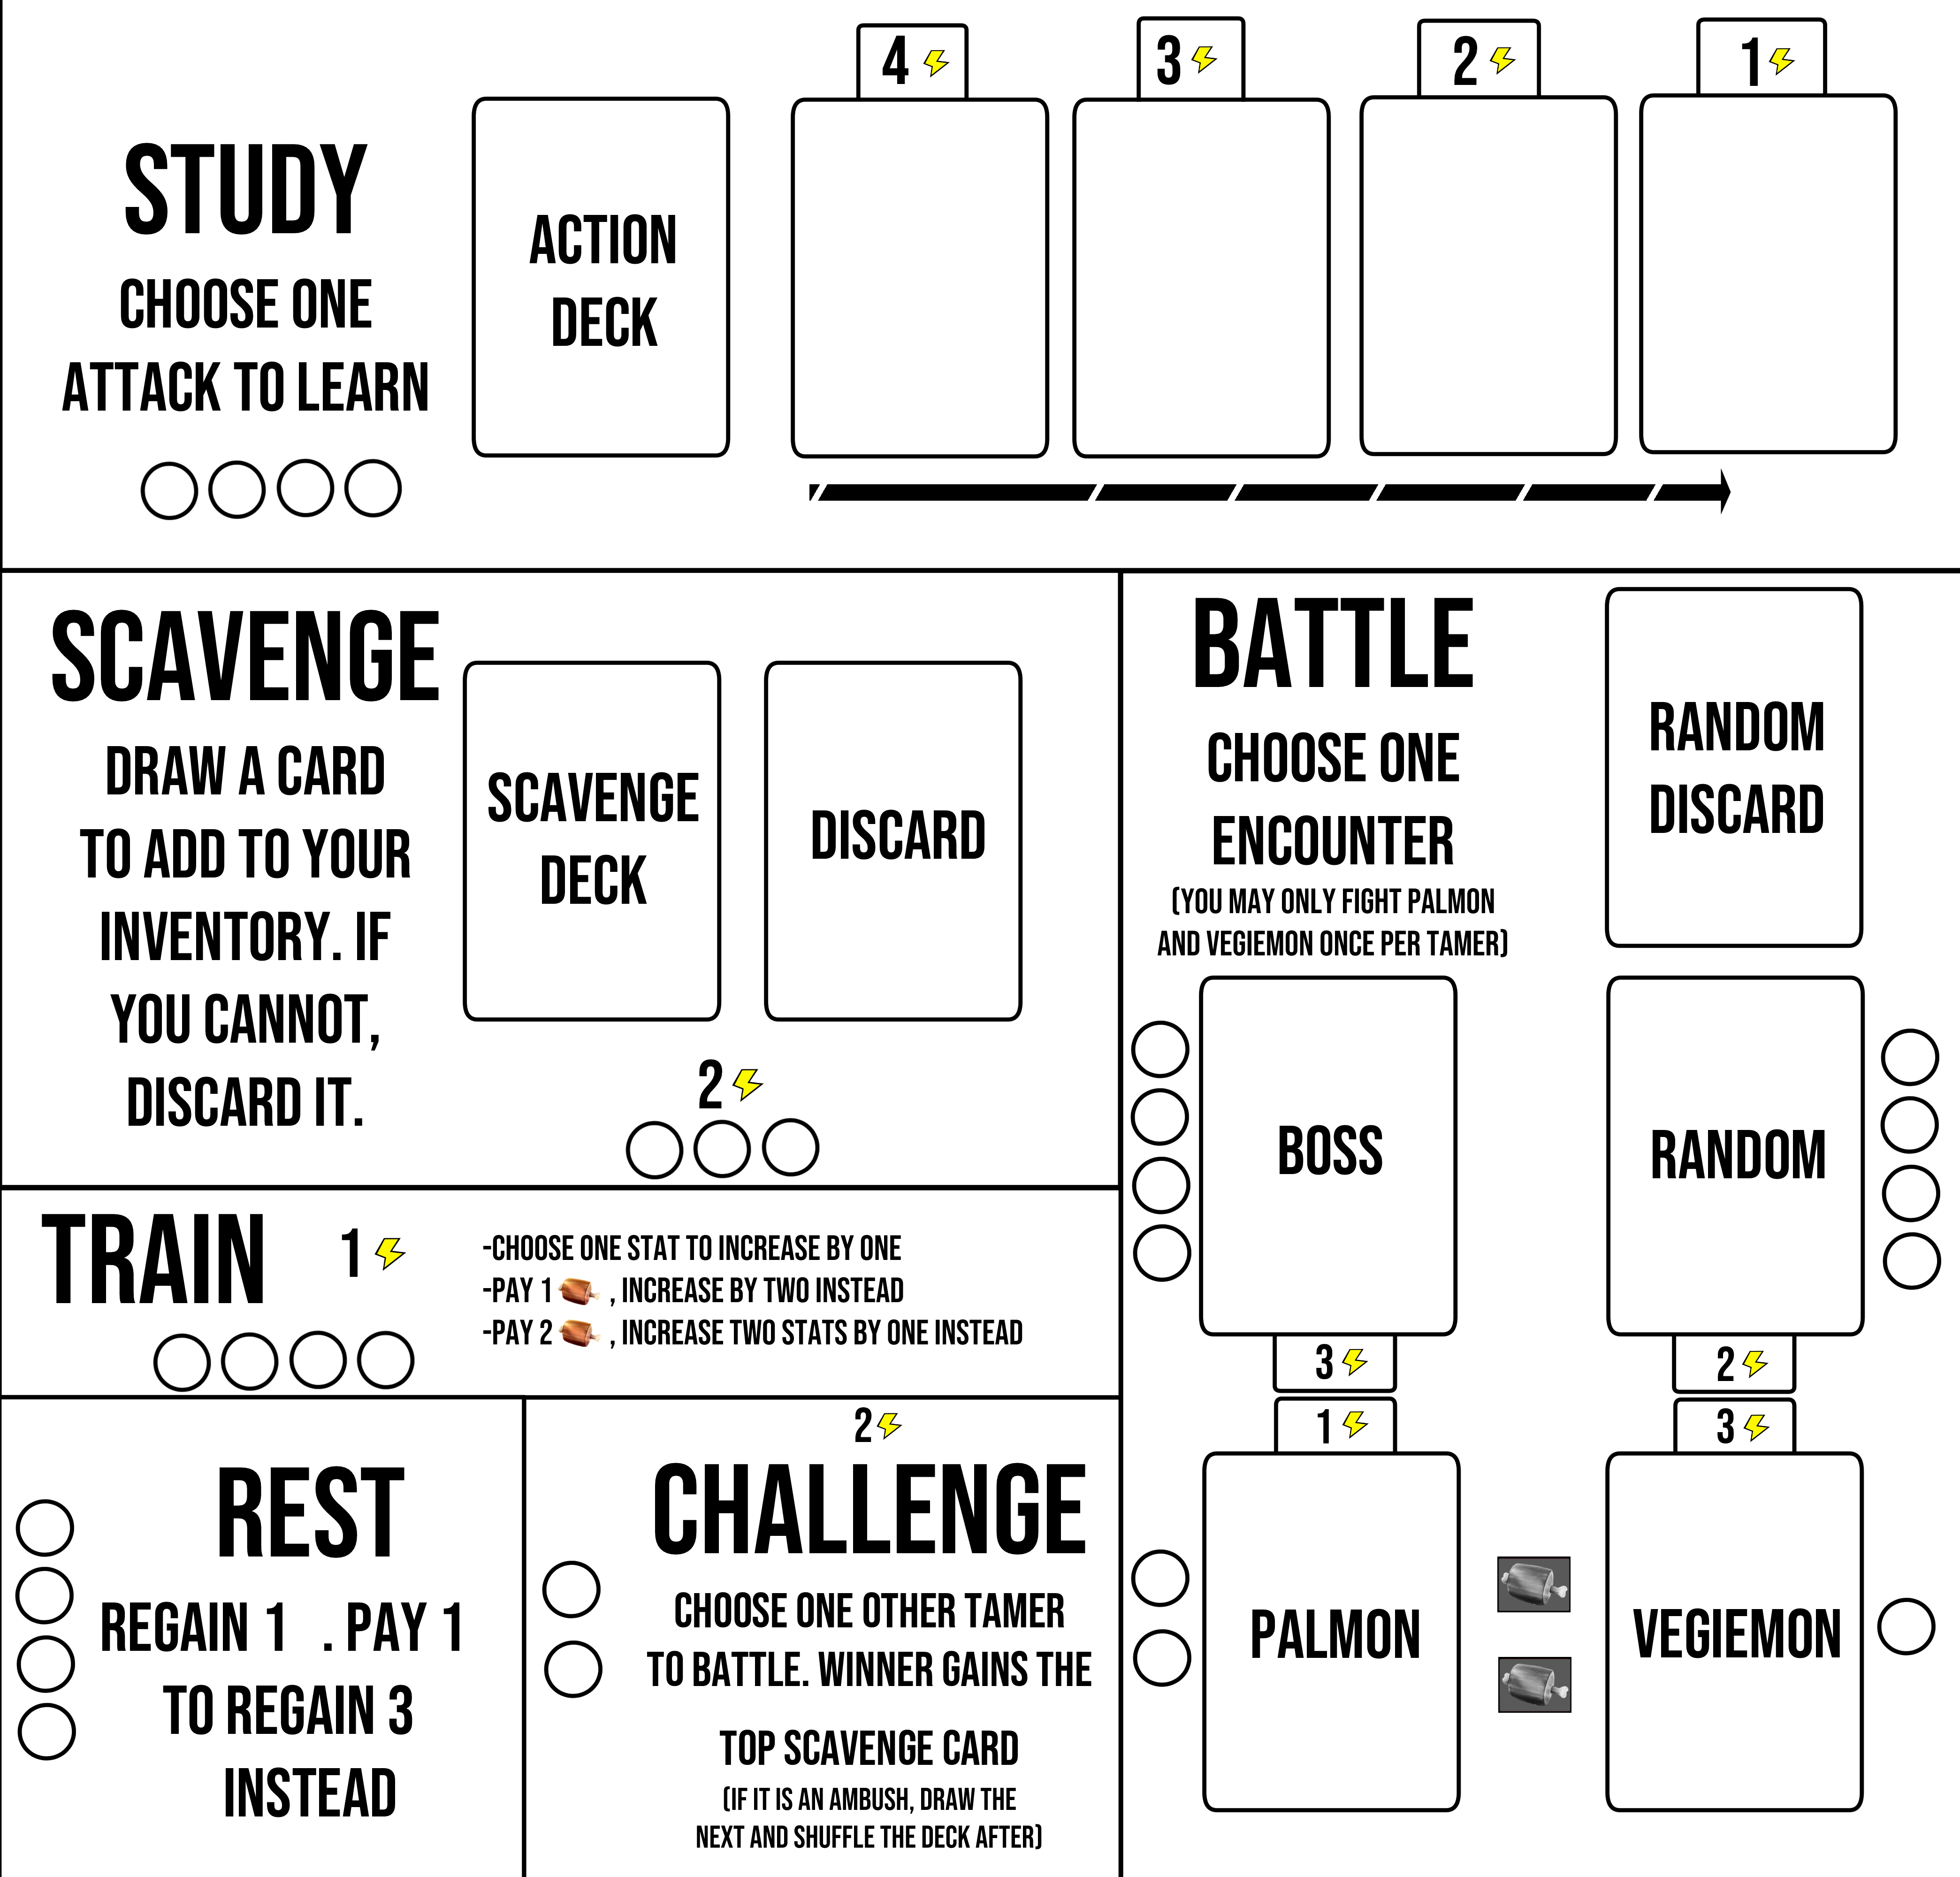 4
3
2
1
STUDY
CHOOSE ONE
ATTACK TO LEARN
ACTION
DECK
SCAVENGE
DRAW A CARD
TO ADD TO YOUR
INVENTORY. IF
YOU CANNOT,
DISCARD IT.
SCAVENGE
DECK
DISCARD
2
BATTLE
CHOOSE ONE
ENCOUNTER
(YOU MAY ONLY FIGHT PALMON
AND VEGIEMON ONCE PER TAMER)
RANDOM
DISCARD
BOSS
RANDOM
3
2
1
3
PALMON
VEGIEMON
TRAIN
1
-CHOOSE ONE STAT TO INCREASE BY ONE
-PAY 1 , INCREASE BY TWO INSTEAD
-PAY 2 , INCREASE TWO STATS BY ONE INSTEAD
REST
REGAIN 1 . PAY 1
TO REGAIN 3
INSTEAD
2
CHALLENGE
CHOOSE ONE OTHER TAMER
TO BATTLE. WINNER GAINS THE
TOP SCAVENGE CARD
(IF IT IS AN AMBUSH, DRAW THE
NEXT AND SHUFFLE THE DECK AFTER)